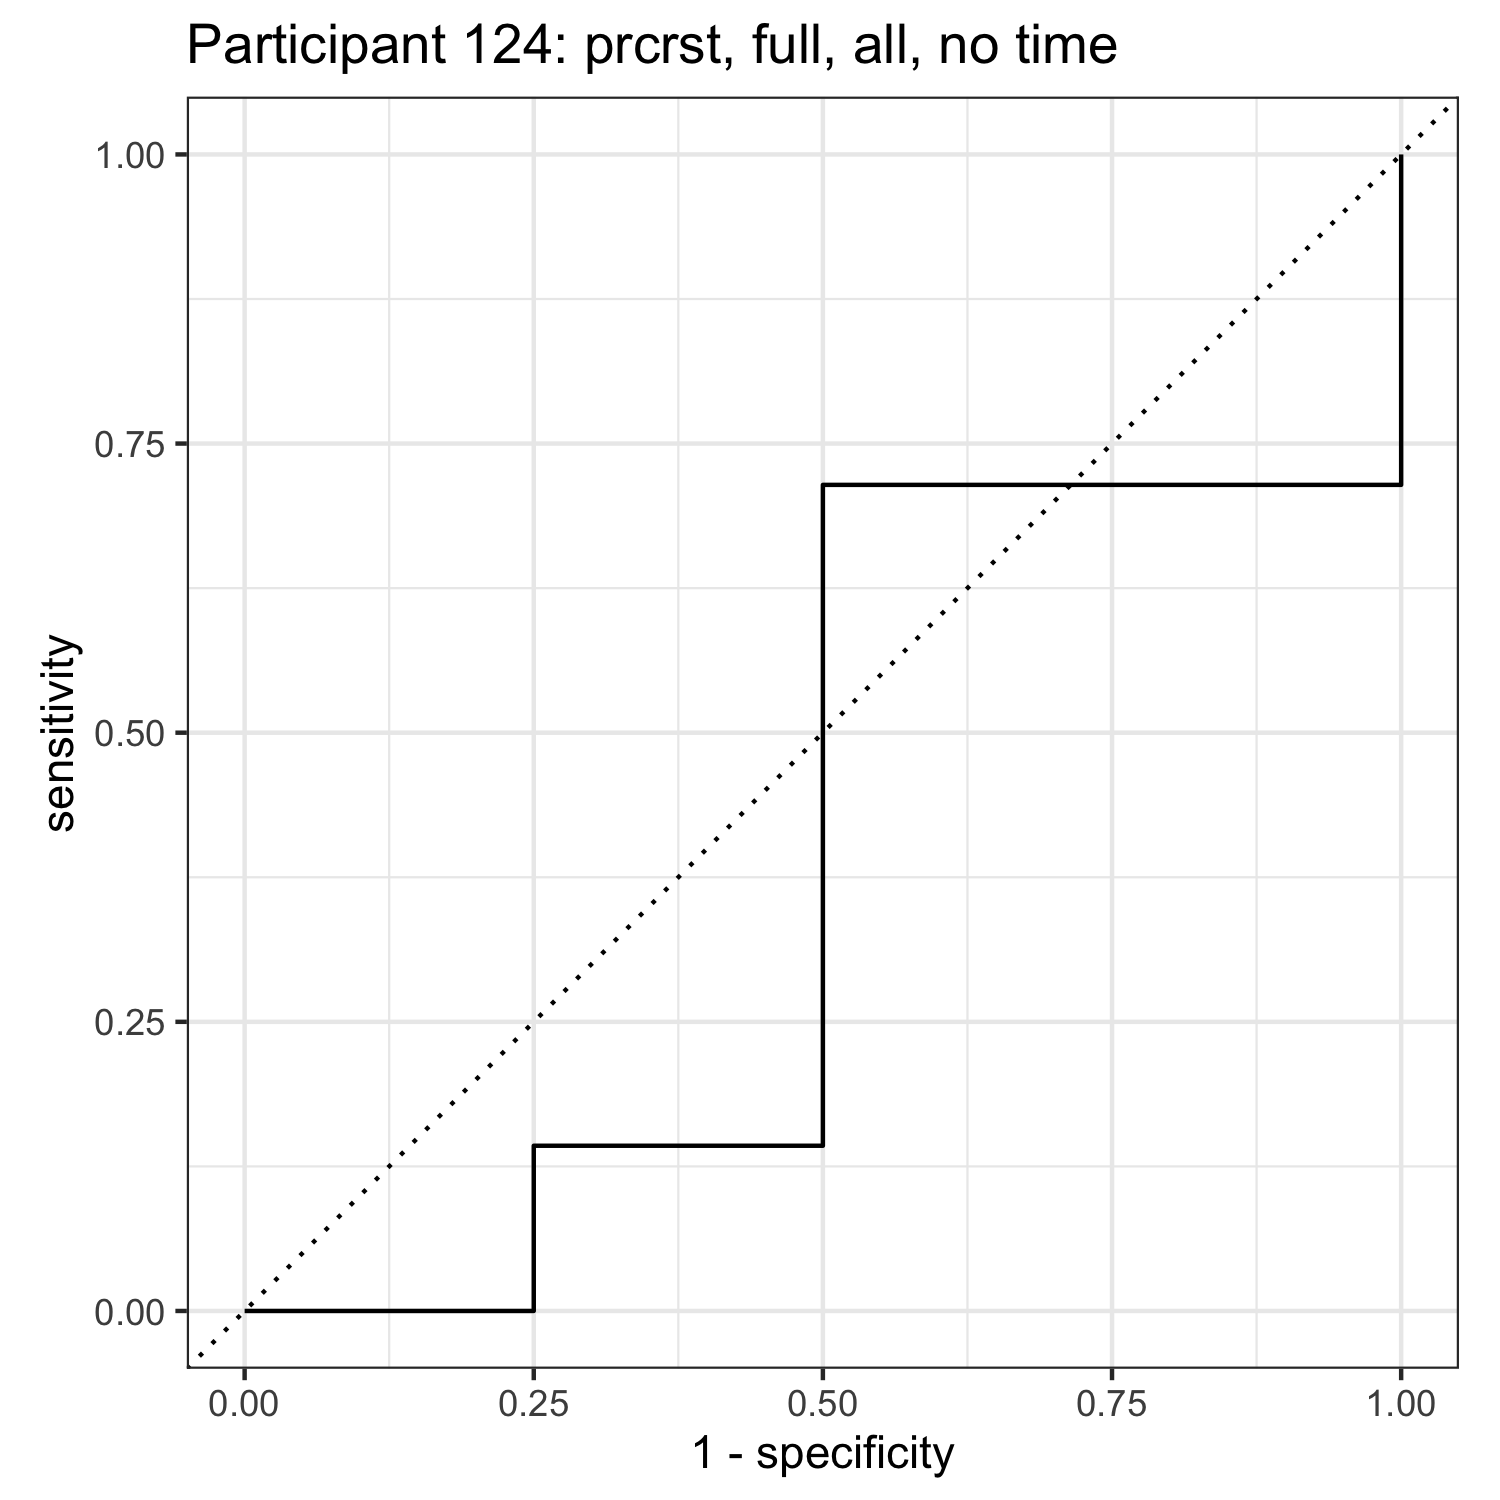 Participant 124: prcrst, full, all, no time
1.00
0.75
0.50
0.25
0.00
sensitivity
0.00 0.25 0.50 0.75 1.00
1 - specificity